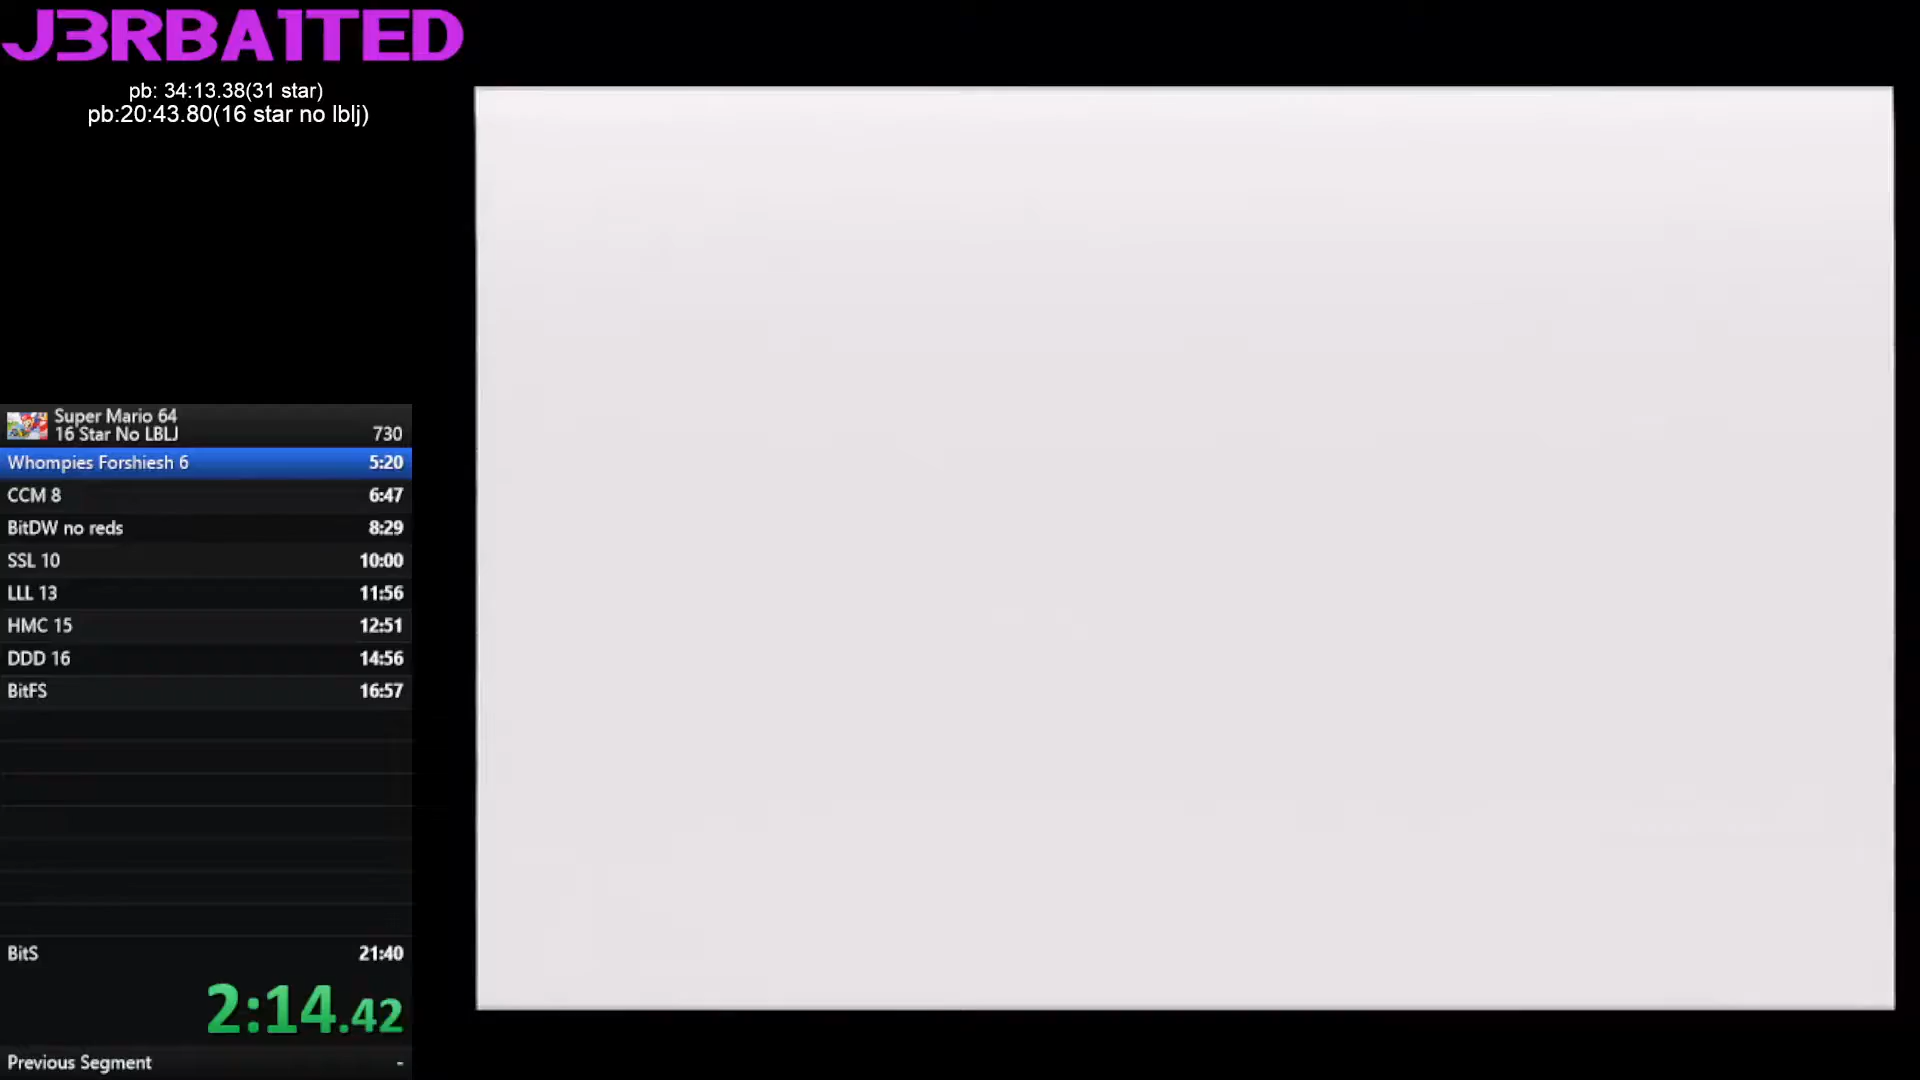 J3RBA1TED
pb: 34:13.38(31 star)
pb:20:43.80(16 star no lblj)
Super Mario 64
16 Star No LBLJ 730
Whompies Forshiesh 6 5:20
CCM 8 6:47
BitDW no reds 8:29
SSL 10 10:00
LLL 13 11:56
HMC 15 12:51
DDD 16 14:56
BitFS 16:57
BitS 21:40
2:14.42
Previous Segment -